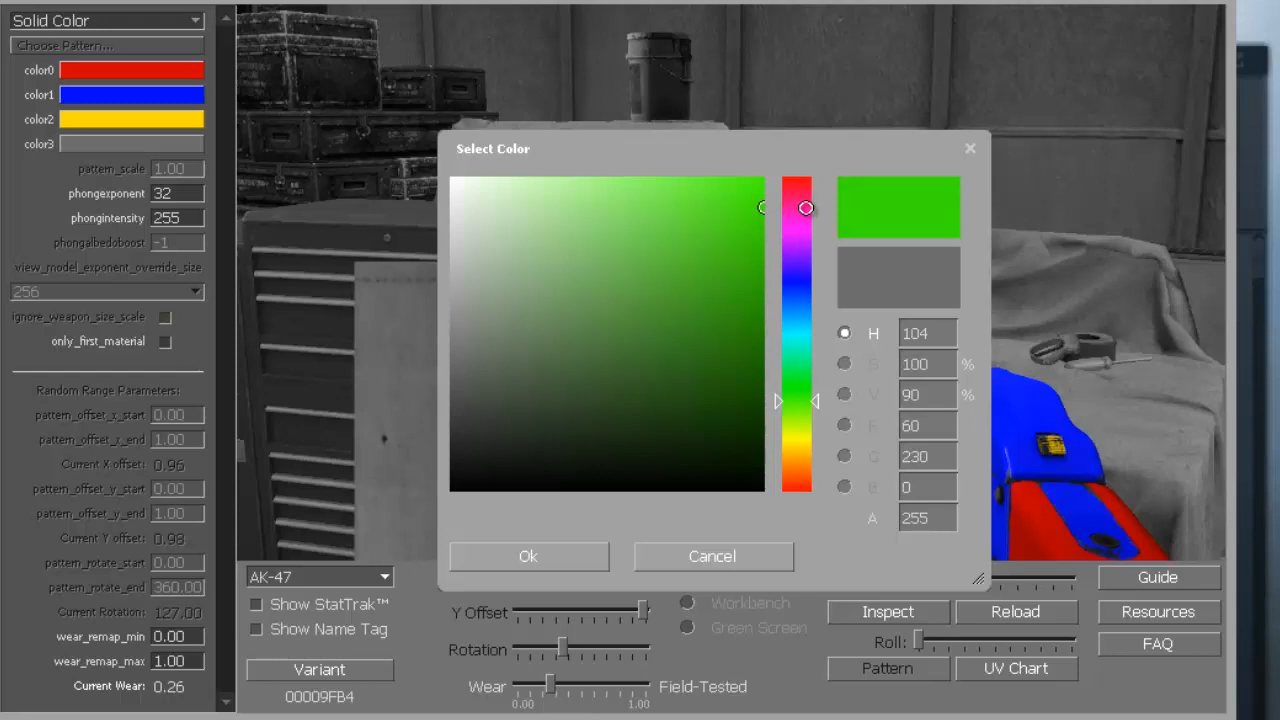 Solid Color
Choose Pattern...
color0
color1
color2
color3
pattern_scale 1.00
phongexponent 32
phongintensity 255
phongalbedoboost -1
view_model_exponent_override_size
256
ignore_weapon_size_scale
only_first_material
Random Range Parameters:
pattern_offset_x_start 0.00
pattern_offset_x_end 1.00
Current X offset: 0.96
pattern_offset_y_start 0.00
pattern_offset_y_end 1.00
Current Y offset: 0.93
pattern_rotate_start 0.00
pattern_rotate_end 360.00
Current Rotation: 127.00
wear_remap_min 0.00
wear_remap_max 1.00
Current Wear: 0.26
Select Color
H 104
S 100 %
V 90 %
R 60
G 230
B 0
A 255
Ok Cancel
AK-47
Show StatTrak™
Show Name Tag
Variant
00009FB4
Y Offset
Rotation
Wear Field-Tested
0.00 1.00
Workbench
Green Screen
Inspect Reload
Roll:
Pattern UV Chart
Guide
Resources
FAQ